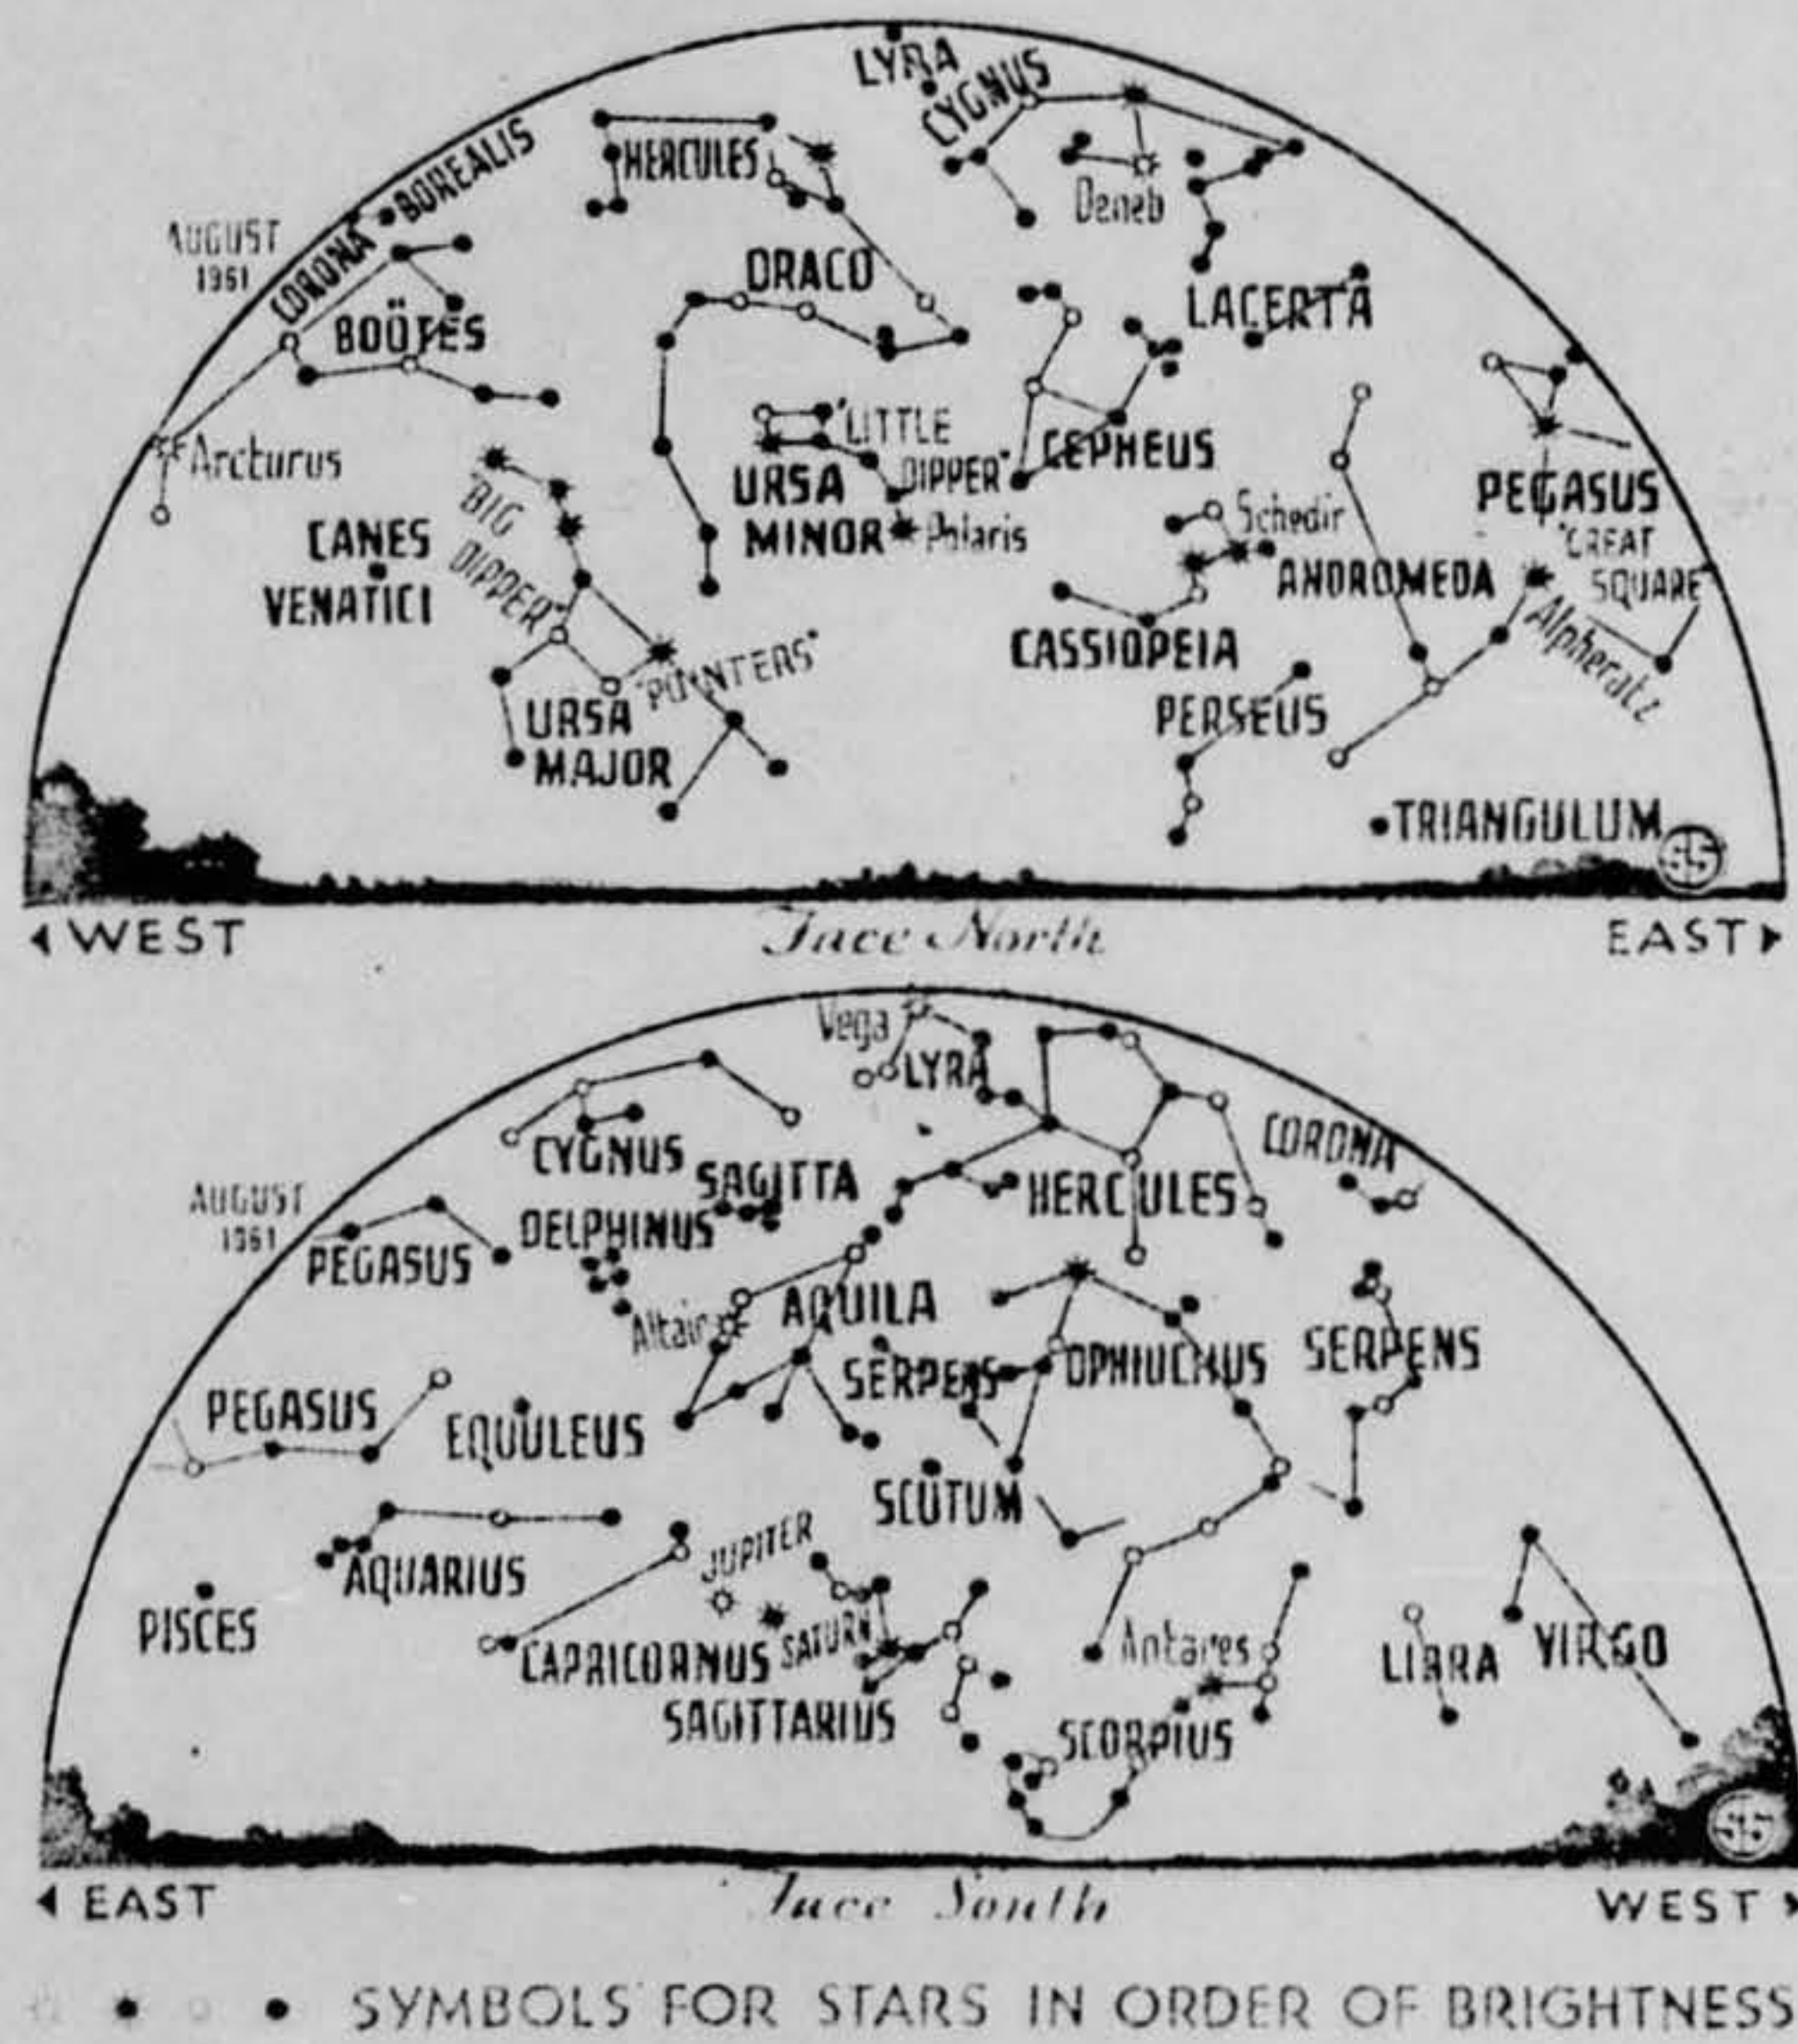 LYRA
CYGNUS
HERCULES
CORONA BOREALIS
AUGUST
1961
Deneb
DRACO
LACERTA
BOÖTES
"LITTLE
DIPPER"
Arcturus
"BIG
DIPPER"
URSA
MINOR
CEPHEUS
PEGASUS
Polaris
Schedir
"GREAT
SQUARE"
CANES
VENATICI
ANDROMEDA
Alpheratz
CASSIOPEIA
"POINTERS"
URSA
MAJOR
PERSEUS
TRIANGULUM
SS
WEST
Face North
EAST
Vega
LYRA
CYGNUS
SAGITTA
CORONA
AUGUST
1961
DELPHINUS
HERCULES
PEGASUS
Altair
AQUILA
SERPENS
OPHIUCHUS
SERPENS
PEGASUS
EQUULEUS
SCUTUM
JUPITER
AQUARIUS
PISCES
CAPRICORNUS
SATURN
Antares
LIBRA
VIRGO
SAGITTARIUS
SCORPIUS
SS
EAST
Face South
WEST
SYMBOLS FOR STARS IN ORDER OF BRIGHTNESS